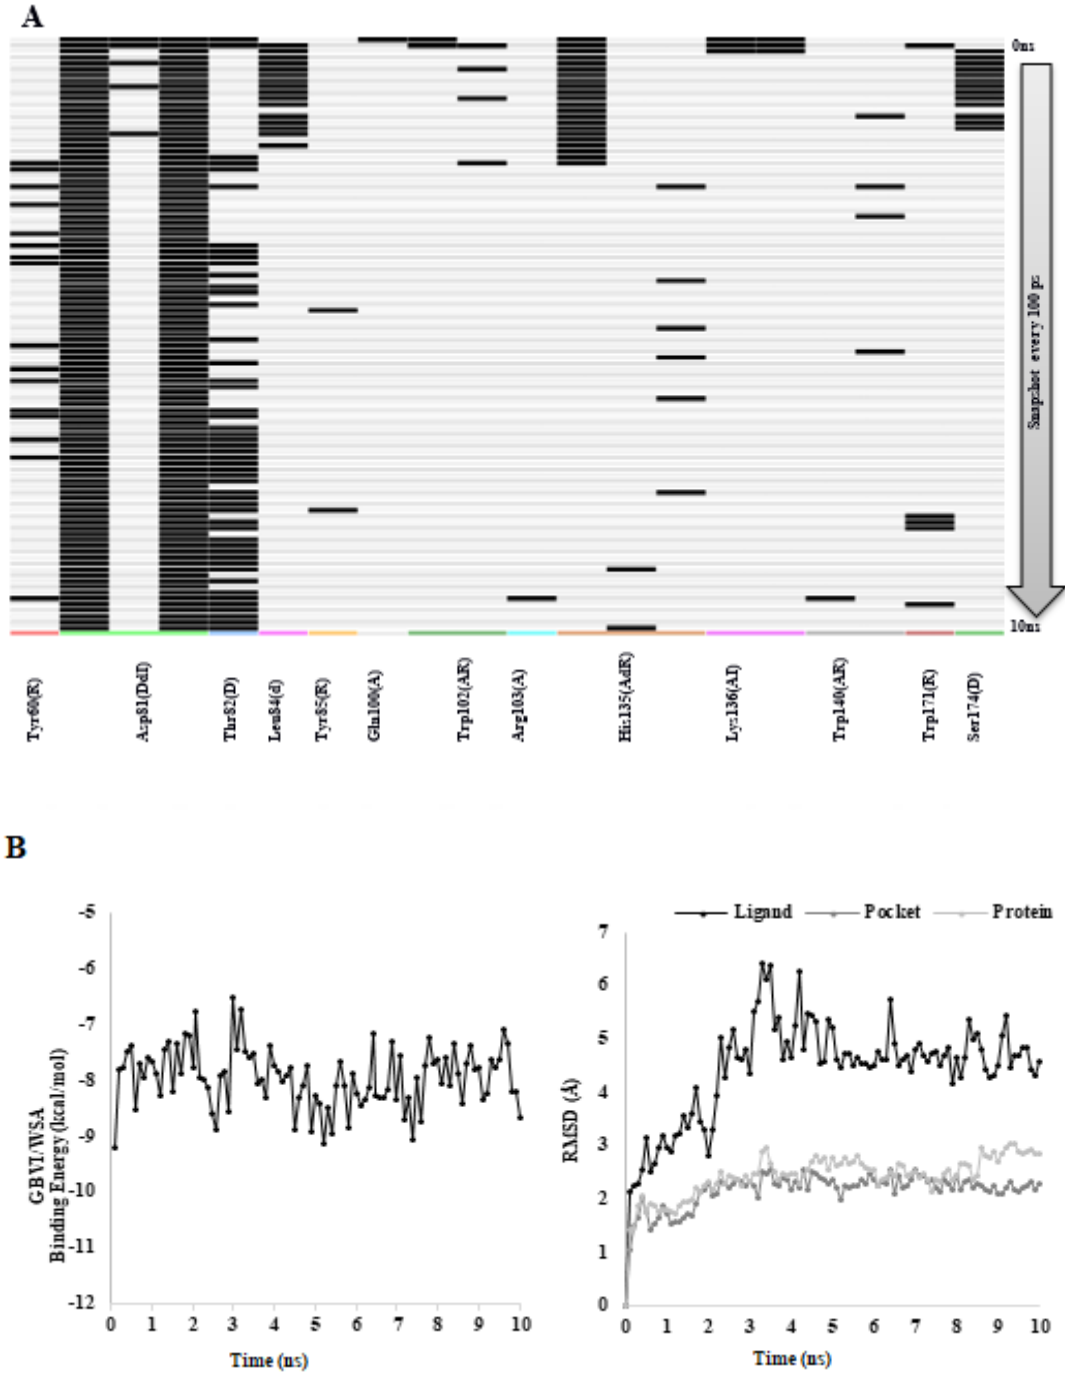 A
0ns
Snapshot every 100 ps
10ns
Tyr60(R)
Asp81(DdI)
Thr82(D)
Leu84(d)
Tyr85(R)
Gln100(A)
Trp102(AR)
Arg103(A)
His135(AdR)
Lys136(AI)
Trp140(AR)
Trp171(R)
Ser174(D)
B
-5
-6
-7
-8
-9
-10
-11
-12
GBVI/WSA
Binding Energy (kcal/mol)
0 1 2 3 4 5 6 7 8 9 10
Time (ns)
Ligand Pocket Protein
7
6
5
4
3
2
1
0
RMSD (Å)
0 1 2 3 4 5 6 7 8 9 10
Time (ns)